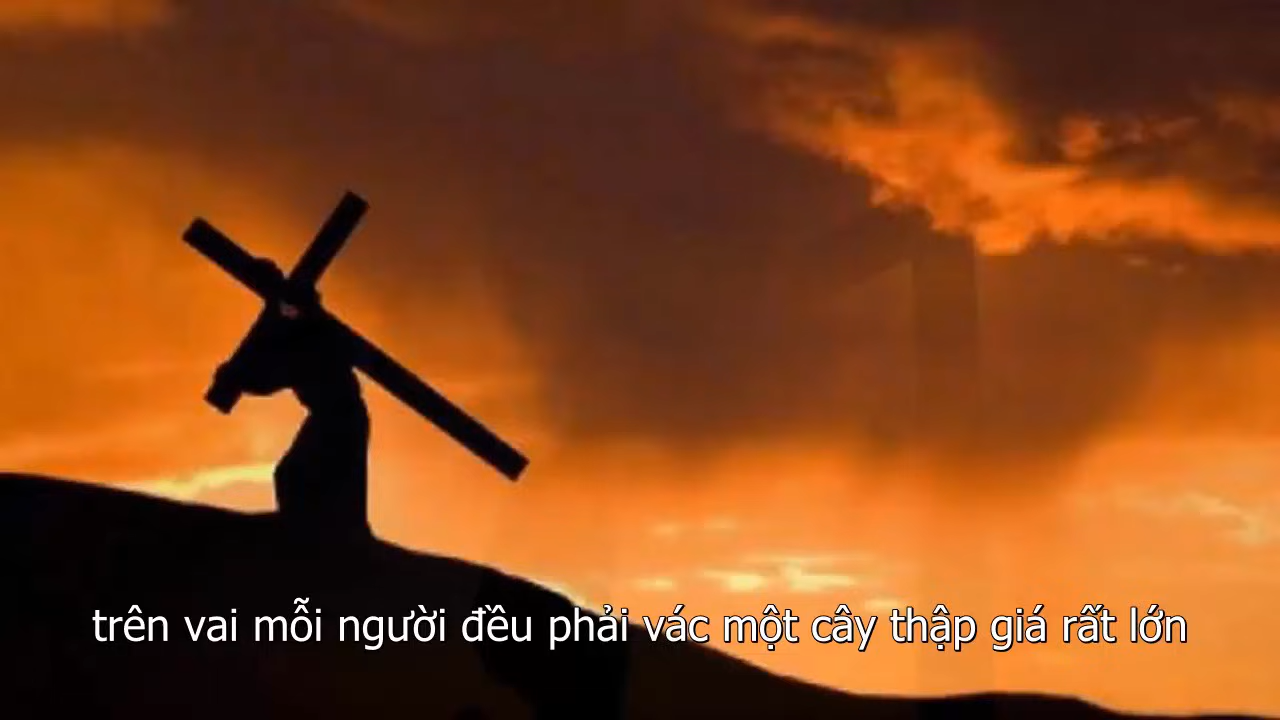 trên vai mỗi người đều phải vác một cây thập giá rất lớn